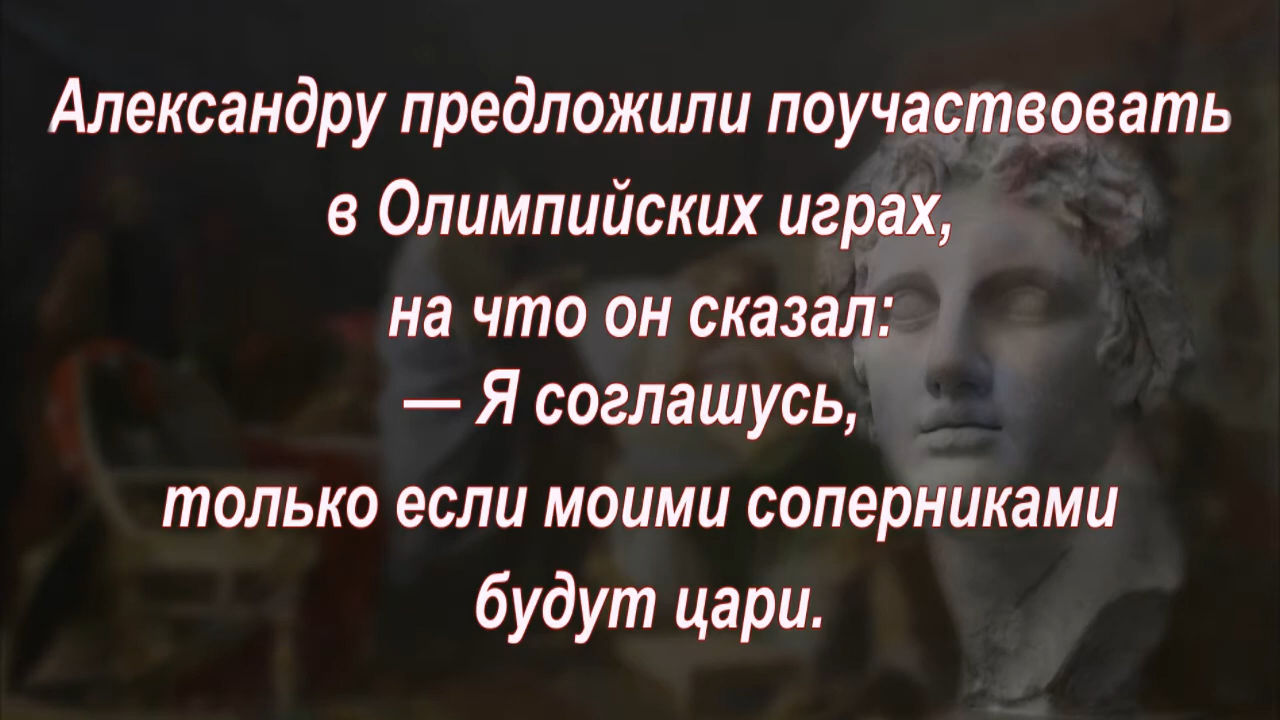 Александру предложили поучаствовать
в Олимпийских играх,
на что он сказал:
— Я соглашусь,
только если моими соперниками
будут цари.